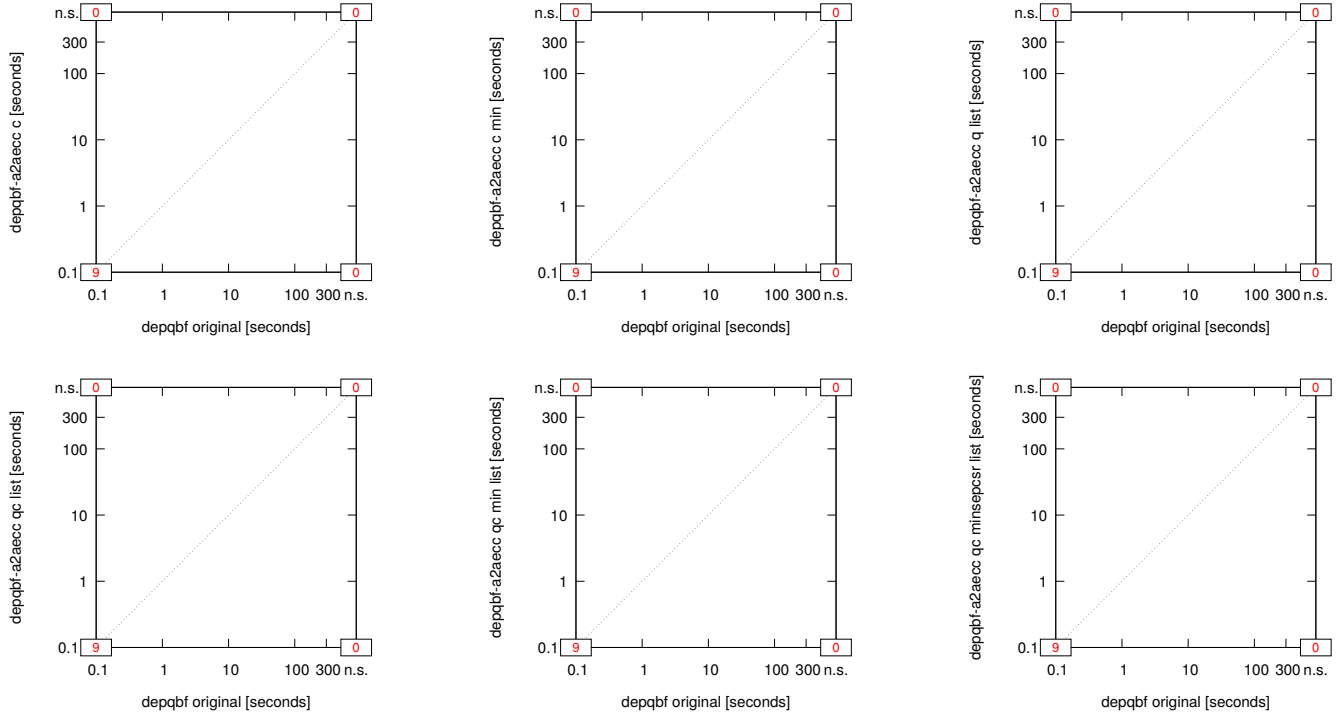 n.s. 0 0
300
100
10
1
0.1 9 0
0.1 1 10 100 300 n.s.
depqbf-a2aecc c [seconds]
depqbf original [seconds]
n.s. 0 0
300
100
10
1
0.1 9 0
0.1 1 10 100 300 n.s.
depqbf-a2aecc c min [seconds]
depqbf original [seconds]
n.s. 0 0
300
100
10
1
0.1 9 0
0.1 1 10 100 300 n.s.
depqbf-a2aecc q list [seconds]
depqbf original [seconds]
n.s. 0 0
300
100
10
1
0.1 9 0
0.1 1 10 100 300 n.s.
depqbf-a2aecc qc list [seconds]
depqbf original [seconds]
n.s. 0 0
300
100
10
1
0.1 9 0
0.1 1 10 100 300 n.s.
depqbf-a2aecc qc min list [seconds]
depqbf original [seconds]
n.s. 0 0
300
100
10
1
0.1 9 0
0.1 1 10 100 300 n.s.
depqbf-a2aecc qc minsepcsr list [seconds]
depqbf original [seconds]